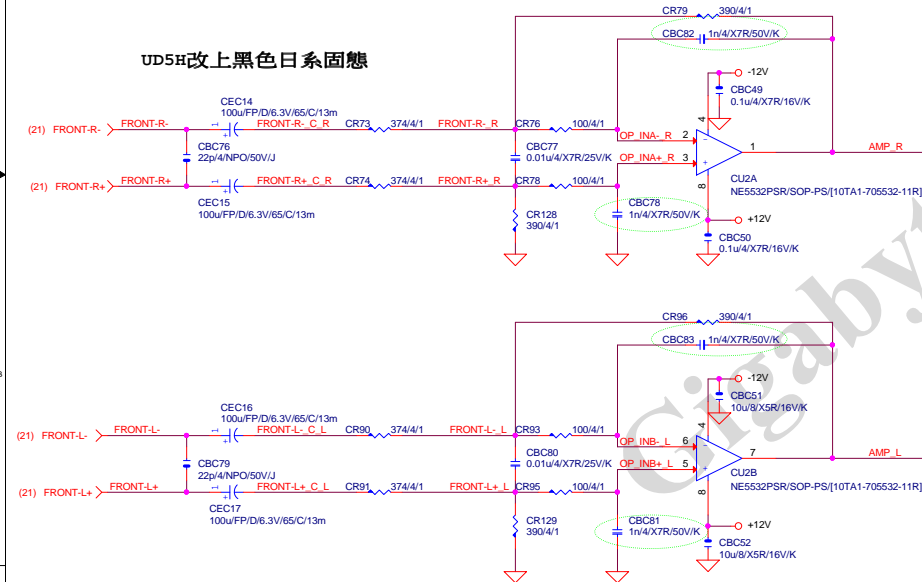 CR79 390/4/1
CBC82 1n/4/X7R/50V/K
UD5H改上黑色日系固態
-12V
CBC49
0.1u/4/X7R/16V/K
CEC14
100u/FP/D/6.3V/65/C/13m
(21) FRONT-R- FRONT-R- 1 + FRONT-R-_C_R CR73 374/4/1 FRONT-R-_R CR76 100/4/1
4
OP_INA-_R 2 - 1 AMP_R
CBC76
22p/4/NPO/50V/J
CBC77
0.01u/4/X7R/25V/K
OP_INA+_R 3 +
CU2A
NE5532PSR/SOP-PS/[10TA1-705532-11R]
(21) FRONT-R+ FRONT-R+ 1 + FRONT-R+_C_R CR74 374/4/1 FRONT-R+_R CR78 100/4/1
8
CEC15
100u/FP/D/6.3V/65/C/13m
CBC78
1n/4/X7R/50V/K
CR128
390/4/1
+12V
CBC50
0.1u/4/X7R/16V/K
CR96 390/4/1
CBC83 1n/4/X7R/50V/K
-12V
CBC51
10u/8/X5R/16V/K
CEC16
100u/FP/D/6.3V/65/C/13m
(21) FRONT-L- FRONT-L- 1 + FRONT-L-_C_L CR90 374/4/1 FRONT-L-_L CR93 100/4/1
4
OP_INB-_L 6 - 7 AMP_L
CBC79
22p/4/NPO/50V/J
CBC80
0.01u/4/X7R/25V/K
OP_INB+_L 5 +
CU2B
NE5532PSR/SOP-PS/[10TA1-705532-11R]
(21) FRONT-L+ FRONT-L+ 1 + FRONT-L+_C_L CR91 374/4/1 FRONT-L+_L CR95 100/4/1
8
CEC17
100u/FP/D/6.3V/65/C/13m
CBC81
1n/4/X7R/50V/K
CR129
390/4/1
+12V
CBC52
10u/8/X5R/16V/K
Gigabyt